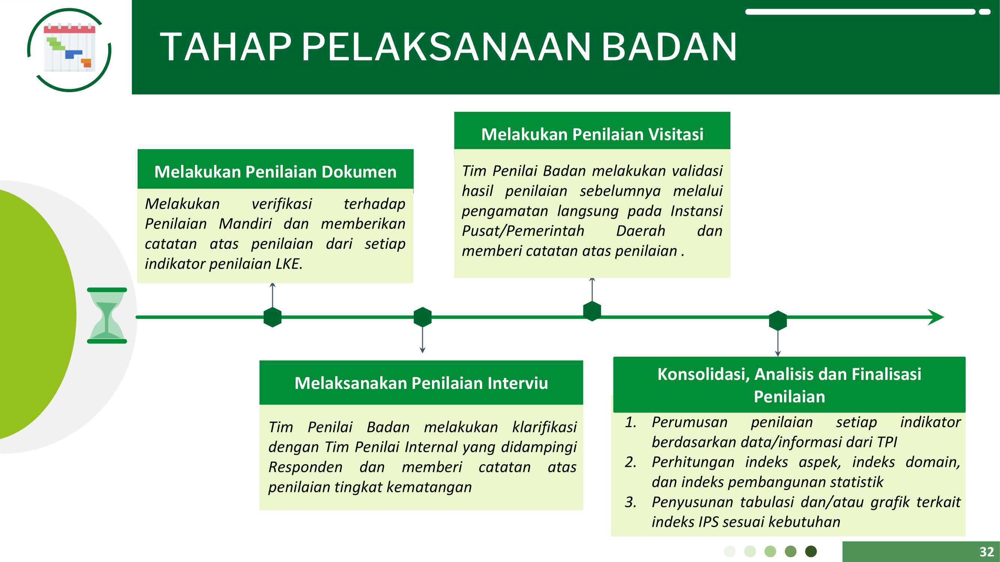 TAHAP PELAKSANAAN BADAN
Melakukan Penilaian Dokumen
Melakukan verifikasi terhadap
Penilaian Mandiri dan memberikan
catatan atas penilaian dari setiap
indikator penilaian LKE.
Melaksanakan Penilaian Interviu
Tim Penilai Badan melakukan klarifikasi
dengan Tim Penilai Internal yang didampingi
Responden dan memberi catatan atas
penilaian tingkat kematangan
Melakukan Penilaian Visitasi
Tim Penilai Badan melakukan validasi
hasil penilaian sebelumnya melalui
pengamatan langsung pada Instansi
Pusat/Pemerintah Daerah dan
memberi catatan atas penilaian .
Konsolidasi, Analisis dan Finalisasi
Penilaian
1. Perumusan penilaian setiap indikator
berdasarkan data/informasi dari TPI
2. Perhitungan indeks aspek, indeks domain,
dan indeks pembangunan statistik
3. Penyusunan tabulasi dan/atau grafik terkait
indeks IPS sesuai kebutuhan
32